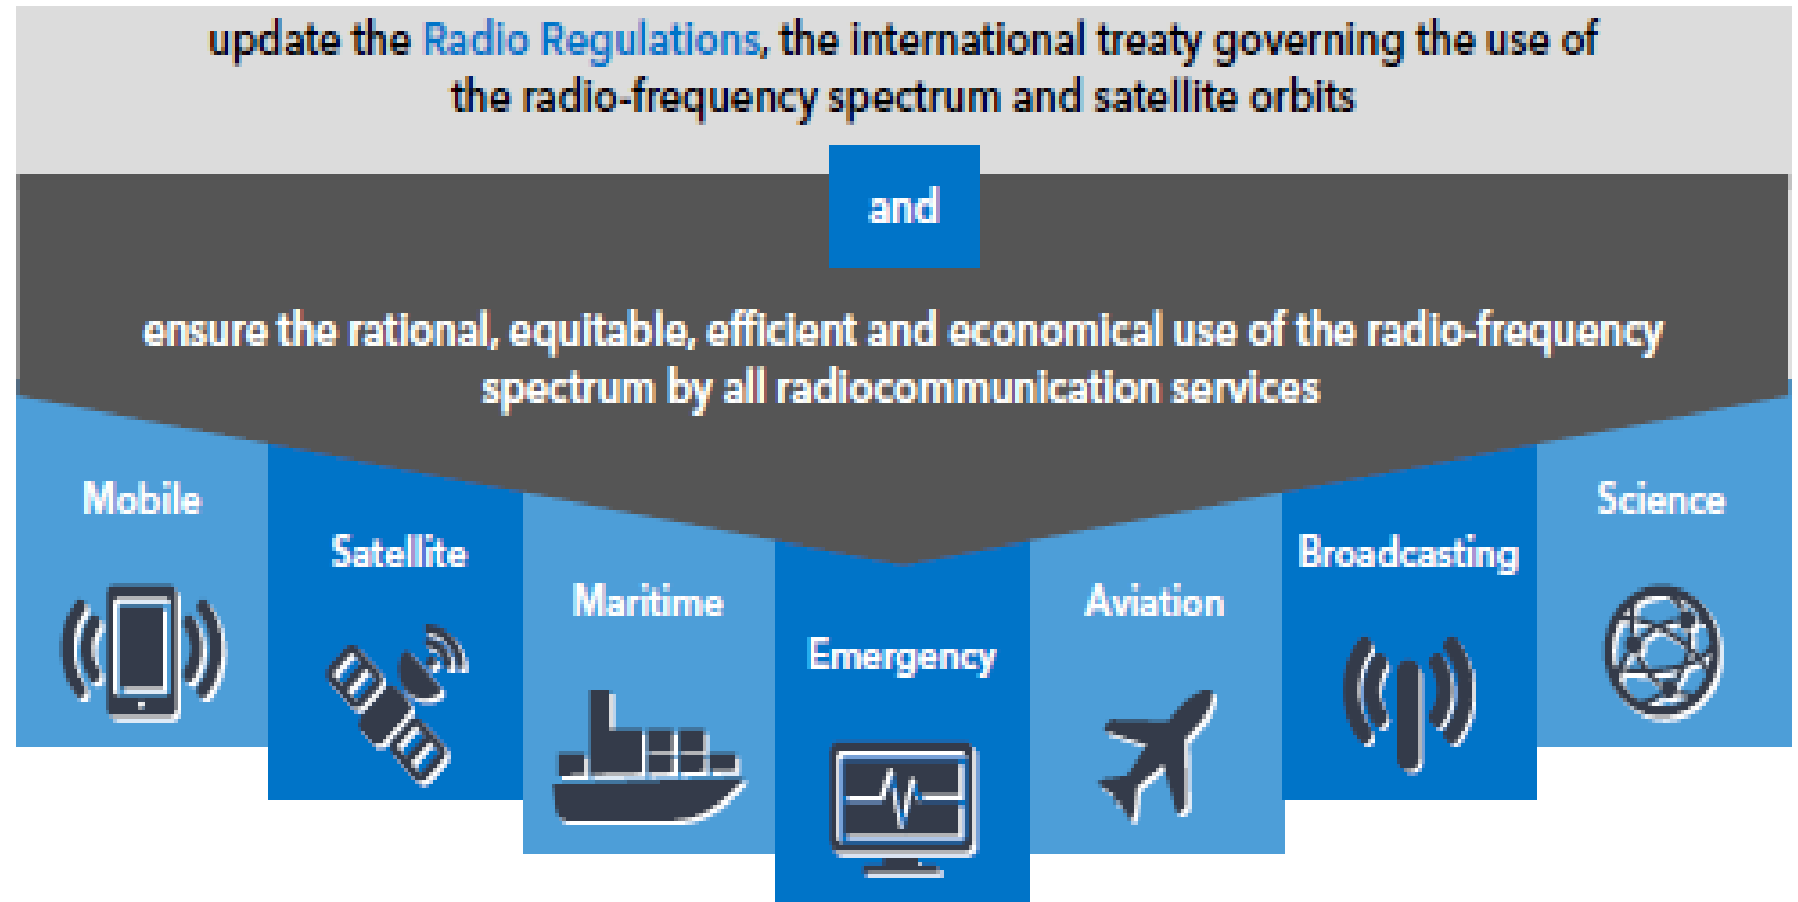 update the Radio Regulations, the international treaty governing the use of
the radio-frequency spectrum and satellite orbits
and
ensure the rational, equitable, efficient and economical use of the radio-frequency
spectrum by all radiocommunication services
Mobile
Satellite
Maritime
Emergency
Aviation
Broadcasting
Science